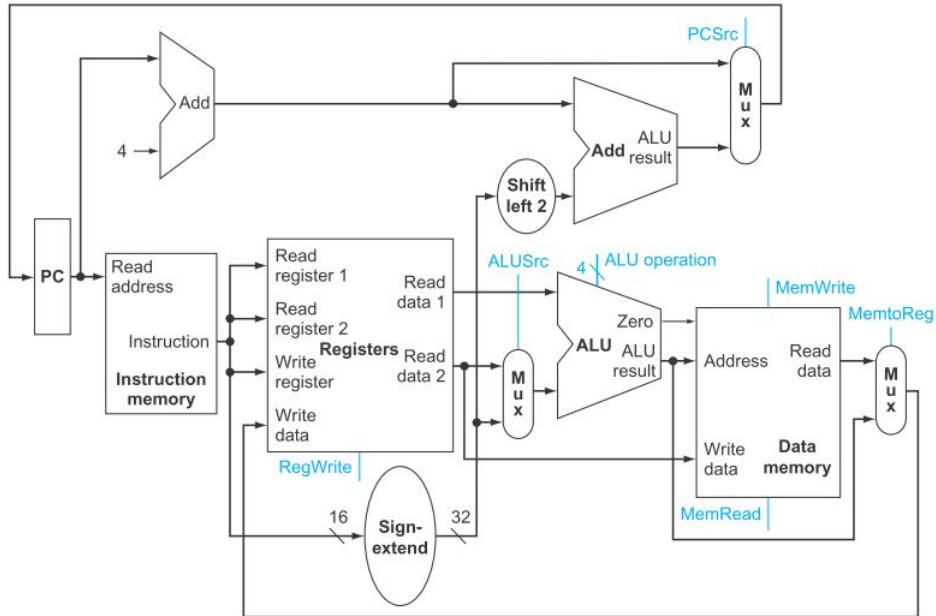 PCSrc
Add
4
M
u
x
Add
ALU
result
Shift
left 2
PC
Read
address
Instruction
Instruction
memory
Read
register 1
Read
register 2
Write
register
Write
data
Registers
Read
data 1
Read
data 2
RegWrite
16
Sign-
extend
32
ALUSrc
M
u
x
4
ALU operation
Zero
ALU
ALU
result
MemWrite
Address
Read
data
Write
data
Data
memory
MemRead
MemtoReg
M
u
x